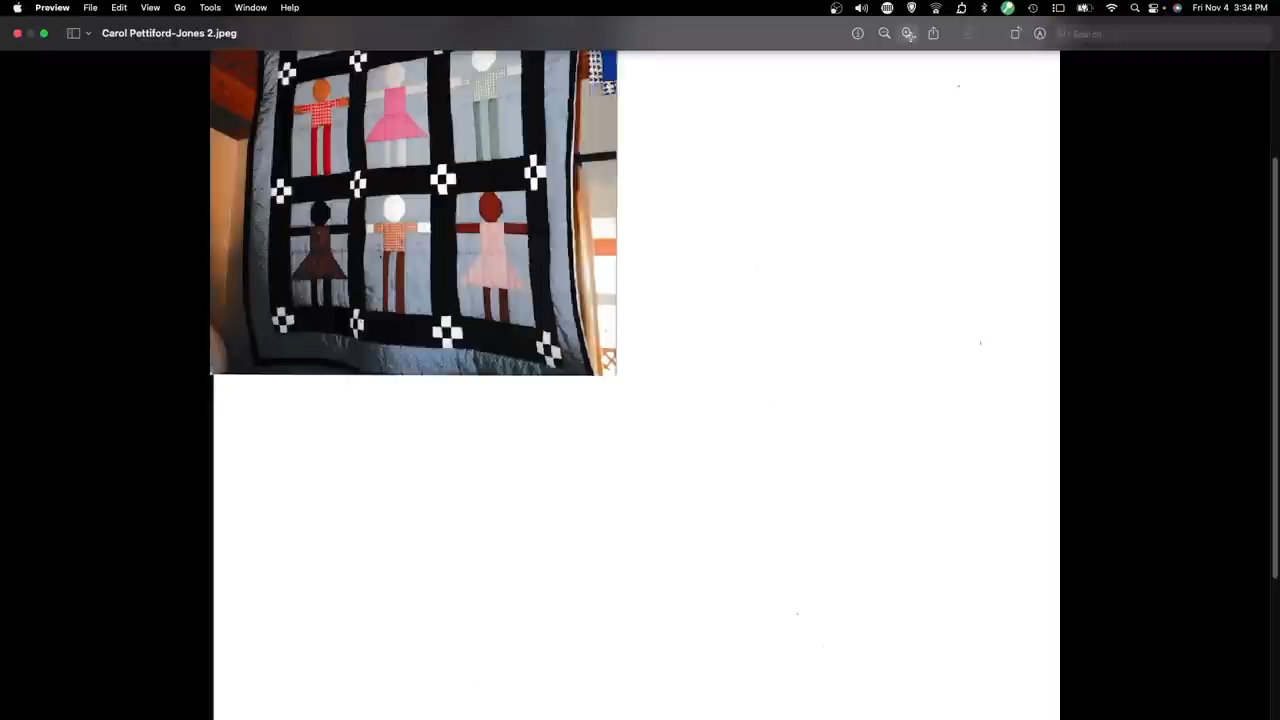 Preview File Edit View Go Tools Window Help Fri Nov 4 3:34 PM
Carol Pettiford-Jones 2.jpeg Search